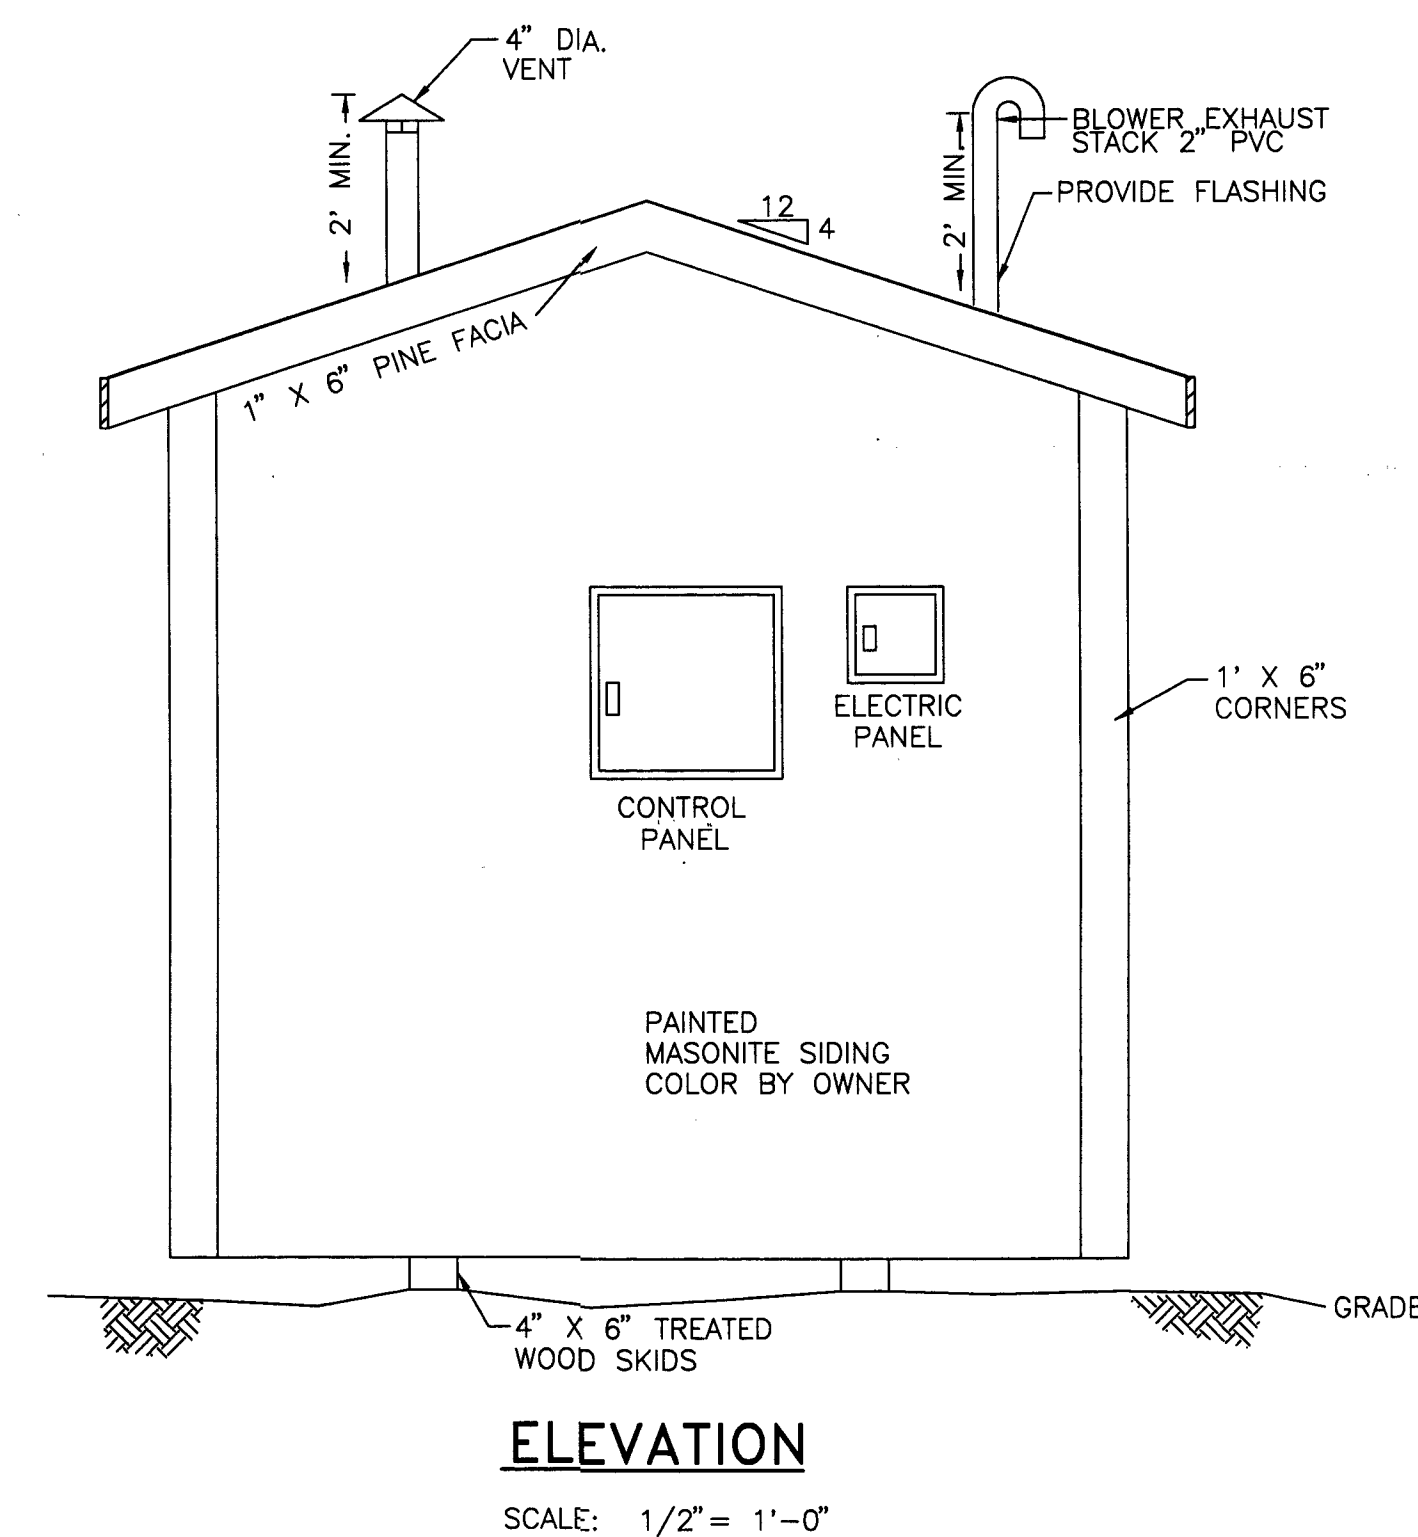 4" DIA.
VENT
2' MIN.
12
4
BLOWER EXHAUST
STACK 2" PVC
2' MIN.
PROVIDE FLASHING
1" X 6" PINE FACIA
1' X 6"
CORNERS
ELECTRIC
PANEL
CONTROL
PANEL
PAINTED
MASONITE SIDING
COLOR BY OWNER
GRADE
4" X 6" TREATED
WOOD SKIDS
ELEVATION
SCALE: 1/2"= 1'-0"